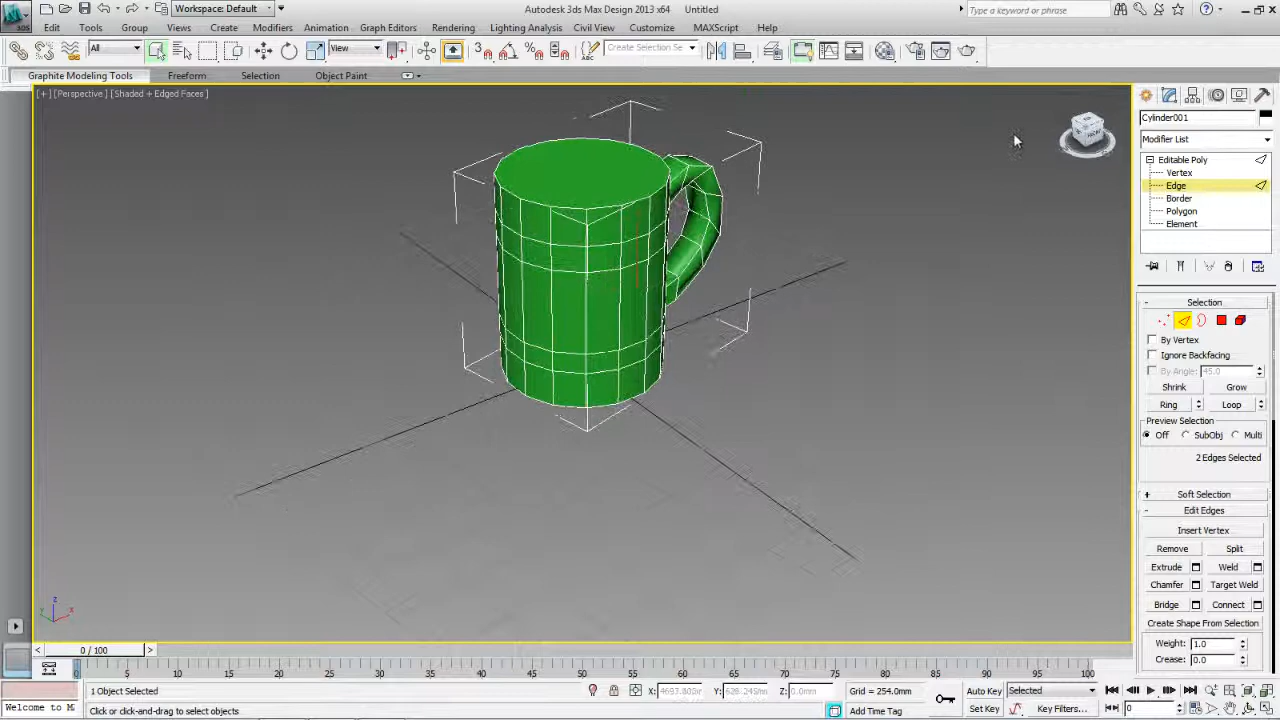 Workspace: Default
Autodesk 3ds Max Design 2013 x64
Untitled
Type a keyword or phrase
Edit Tools Group Views Create Modifiers Animation Graph Editors Rendering Lighting Analysis Civil View Customize MAXScript Help
All
View
Create Selection Se
Graphite Modeling Tools Freeform Selection Object Paint
[+] [Perspective] [Shaded + Edged Faces]
Cylinder001
Modifier List
Editable Poly
Vertex
Edge
Border
Polygon
Element
Selection
By Vertex
Ignore Backfacing
By Angle: 45.0
Shrink Grow
Ring Loop
Preview Selection
Off SubObj Multi
2 Edges Selected
Soft Selection
Edit Edges
Insert Vertex
Remove Split
Extrude Weld
Chamfer Target Weld
Bridge Connect
Create Shape From Selection
Weight: 1.0
Crease: 0.0
0 / 100
0 5 10 15 20 25 30 35 40 45 50 55 60 65 70 75 80 85 90 95 100
1 Object Selected
X: Y: Z: 0.0mm
Grid = 254.0mm
Auto Key Selected
Welcome to M
Click or click-and-drag to select objects
Add Time Tag
Set Key Key Filters...
0